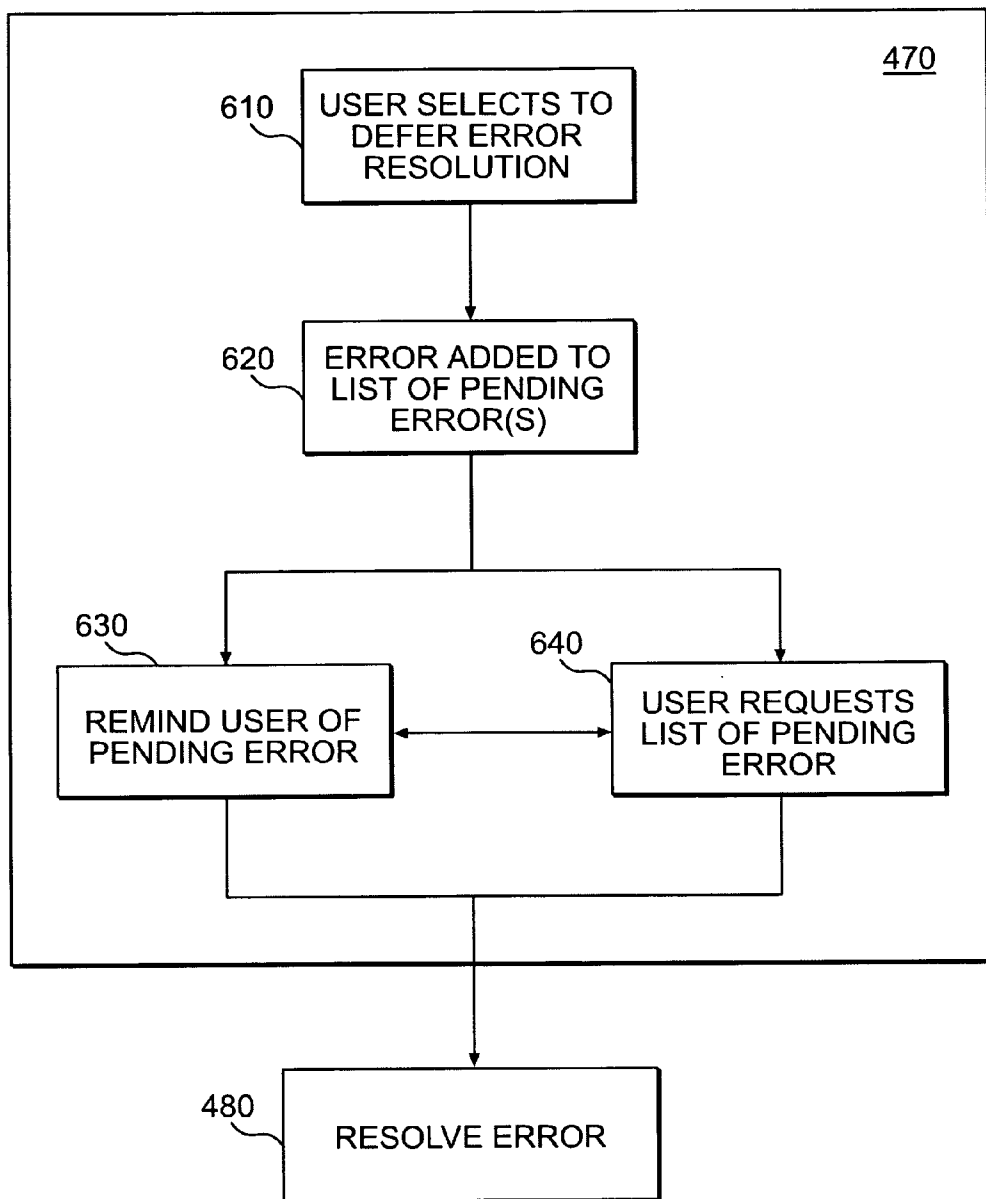 470
610
USER SELECTS TO
DEFER ERROR
RESOLUTION
620
ERROR ADDED TO
LIST OF PENDING
ERROR(S)
630
REMIND USER OF
PENDING ERROR
640
USER REQUESTS
LIST OF PENDING
ERROR
480
RESOLVE ERROR